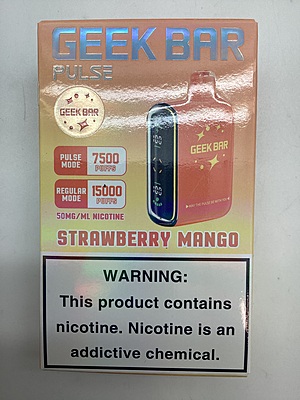 GEEK BAR
PULSE
GEEK BAR
GEEK BAR
PULSE MODE 7500 PUFFS
REGULAR MODE 15000 PUFFS
50MG/ML NICOTINE
STRAWBERRY MANGO
WARNING:
This product contains
nicotine. Nicotine is an
addictive chemical.